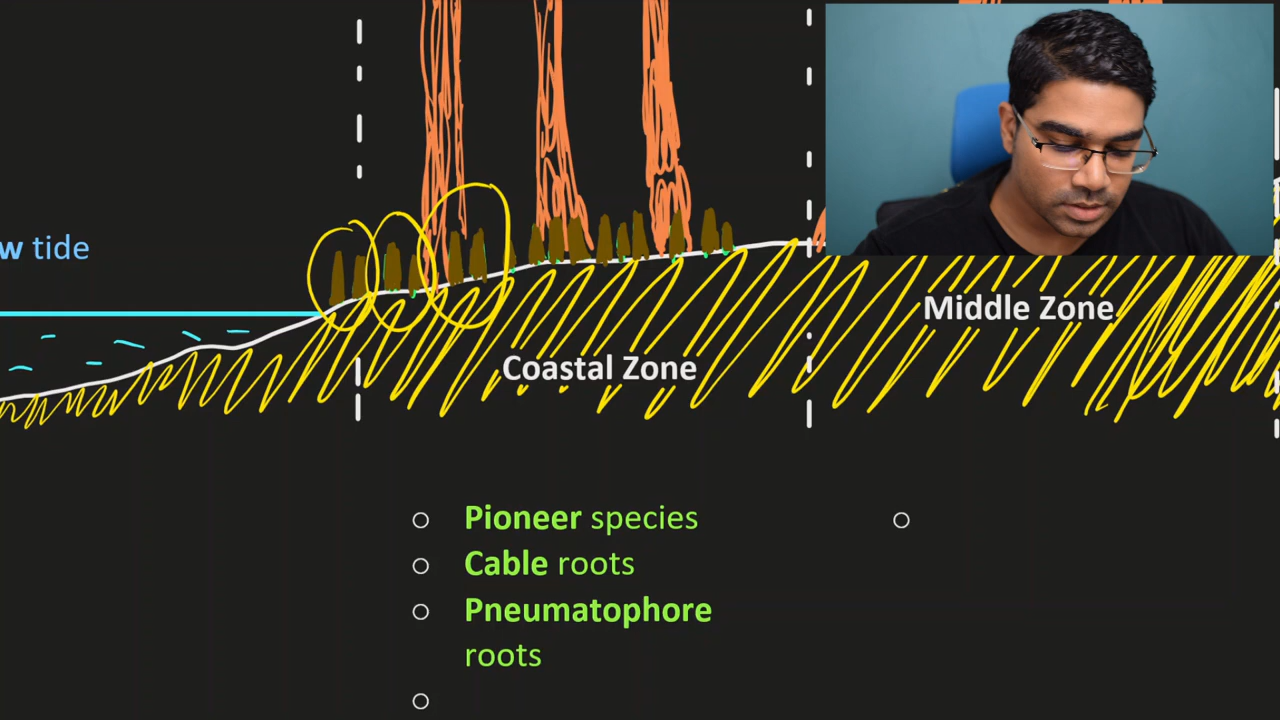 w tide
Middle Zone
Coastal Zone
Pioneer species
Cable roots
Pneumatophore
roots